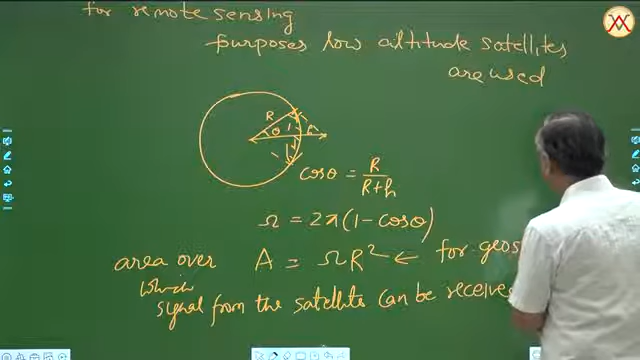 for remote sensing
purposes low altitude satellites
are used
R
θ
h
cosθ = R/(R+h)
Ω = 2π(1 - cosθ)
area over A = ΩR² ← for geos
which
signal from the satellite can be receive